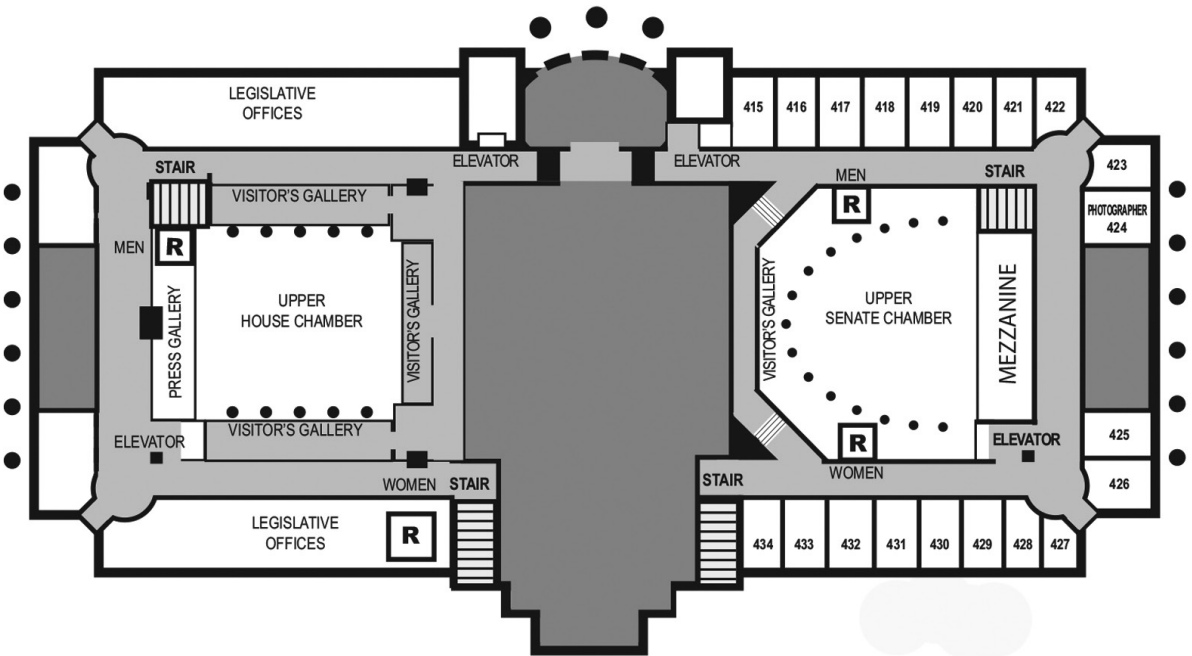 LEGISLATIVE
OFFICES
415
416
417
418
419
420
421
422
ELEVATOR
ELEVATOR
STAIR
MEN
STAIR
423
VISITOR'S GALLERY
R
PHOTOGRAPHER
424
MEN
R
PRESS GALLERY
UPPER
HOUSE CHAMBER
VISITOR'S GALLERY
VISITOR'S GALLERY
UPPER
SENATE CHAMBER
MEZZANINE
VISITOR'S GALLERY
ELEVATOR
R
ELEVATOR
425
WOMEN
STAIR
STAIR
WOMEN
426
LEGISLATIVE
OFFICES
R
434
433
432
431
430
429
428
427